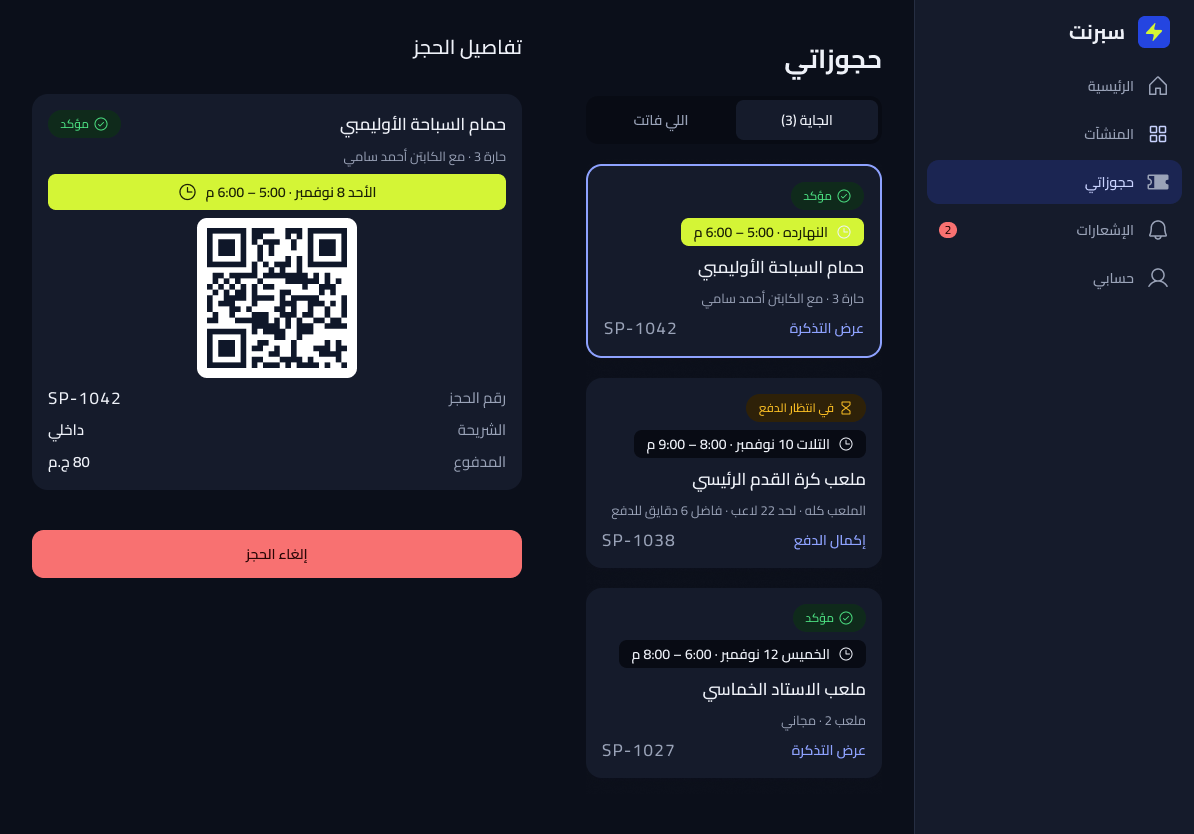 سبرنت
الرئيسية
المنشآت
حجوزاتي
الإشعارات
2
حسابي
حجوزاتي
الجاية (3)
اللي فاتت
مؤكد
النهارده · 5:00 – 6:00 م
حمام السباحة الأوليمبي
حارة 3 · مع الكابتن أحمد سامي
عرض التذكرة
SP-1042
في انتظار الدفع
التلات 10 نوفمبر · 8:00 – 9:00 م
ملعب كرة القدم الرئيسي
الملعب كله · لحد 22 لاعب · فاضل 6 دقايق للدفع
إكمال الدفع
SP-1038
مؤكد
الخميس 12 نوفمبر · 6:00 – 8:00 م
ملعب الاستاد الخماسي
ملعب 2 · مجاني
عرض التذكرة
SP-1027
تفاصيل الحجز
حمام السباحة الأوليمبي
مؤكد
حارة 3 · مع الكابتن أحمد سامي
الأحد 8 نوفمبر · 5:00 – 6:00 م
رقم الحجز
SP-1042
الشريحة
داخلي
المدفوع
80 ج.م
إلغاء الحجز